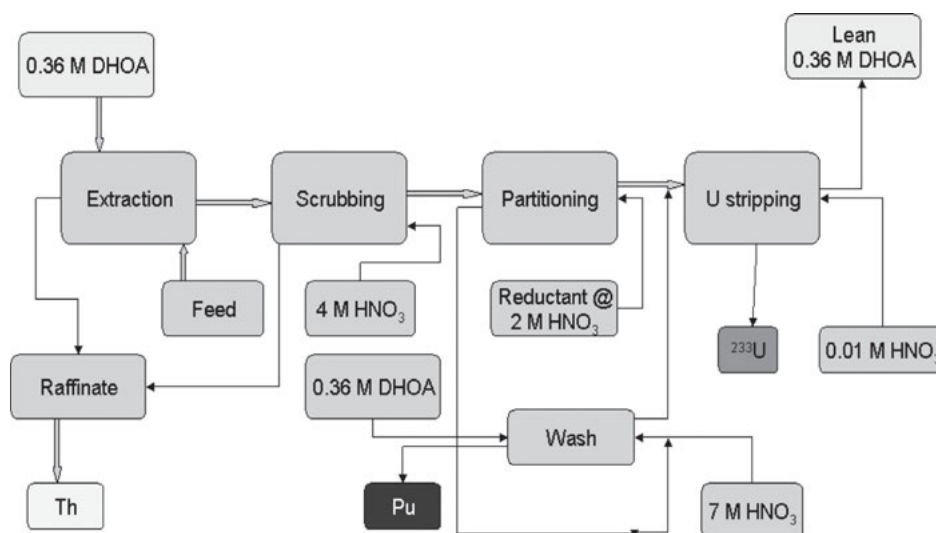 Lean
0.36 M DHOA
0.36 M DHOA
Extraction
Scrubbing
Partitioning
U stripping
Feed
4 M HNO₃
Reductant @
2 M HNO₃
²³³U
0.01 M HNO₃
Raffinate
0.36 M DHOA
Wash
Th
Pu
7 M HNO₃